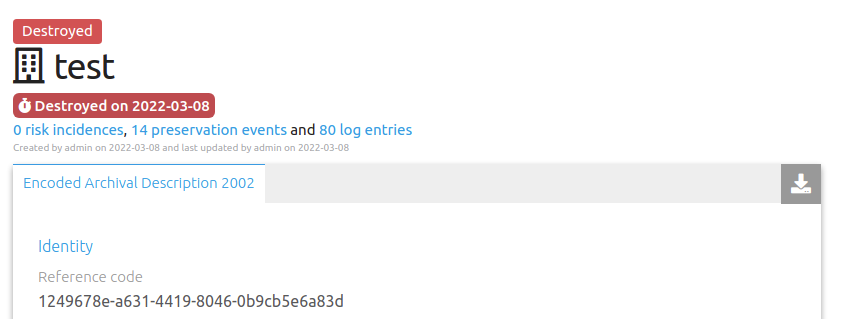 Destroyed
test
Destroyed on 2022-03-08
0 risk incidences, 14 preservation events and 80 log entries
Created by admin on 2022-03-08 and last updated by admin on 2022-03-08
Encoded Archival Description 2002
Identity
Reference code
1249678e-a631-4419-8046-0b9cb5e6a83d